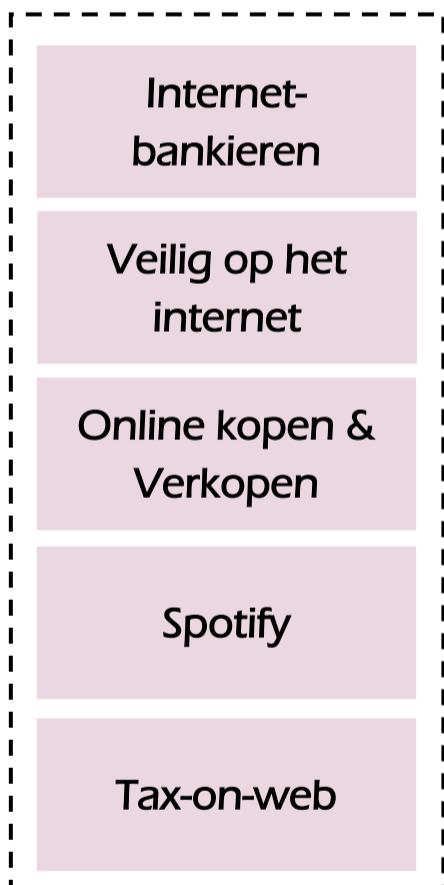 Internet-
bankieren
Veilig op het
internet
Online kopen &
Verkopen
Spotify
Tax-on-web